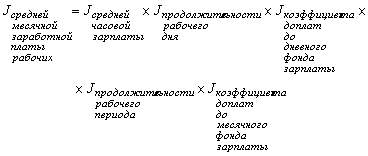 J средней месячной заработной платы рабочих = J средней часовой зарплаты × J продолжительности рабочего дня × J коэффициента доплат до дневного фонда зарплаты ×
× J продолжительности рабочего периода × J коэффициента доплат до месячного фонда зарплаты